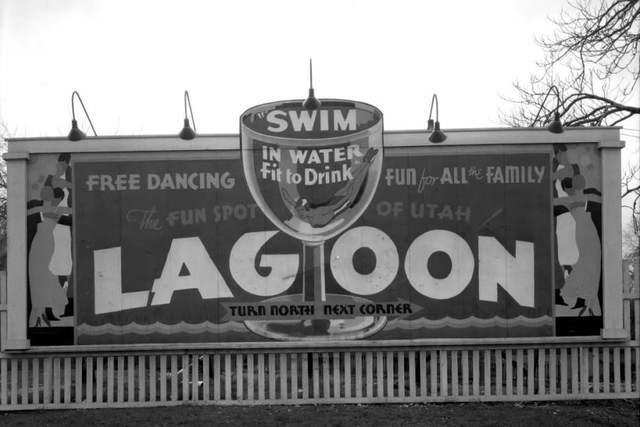 "SWIM
IN WATER
Fit to Drink
FREE DANCING
FUN for ALL the FAMILY
The FUN SPOT OF UTAH
LAGOON
TURN NORTH NEXT CORNER